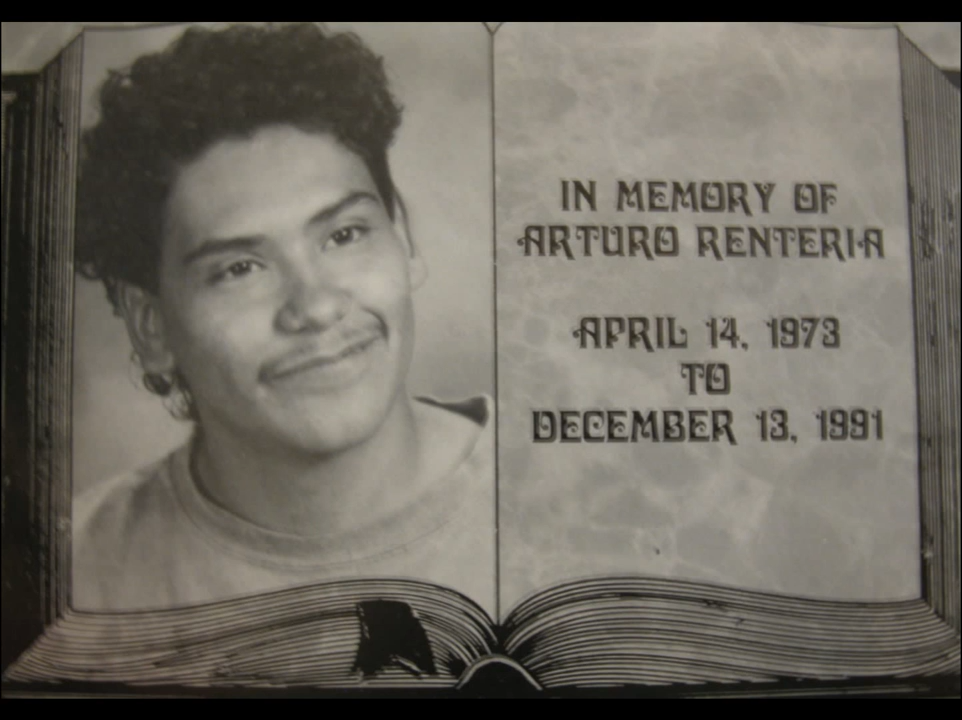 IN MEMORY OF
ARTURO RENTERIA
APRIL 14, 1973
TO
DECEMBER 13, 1991